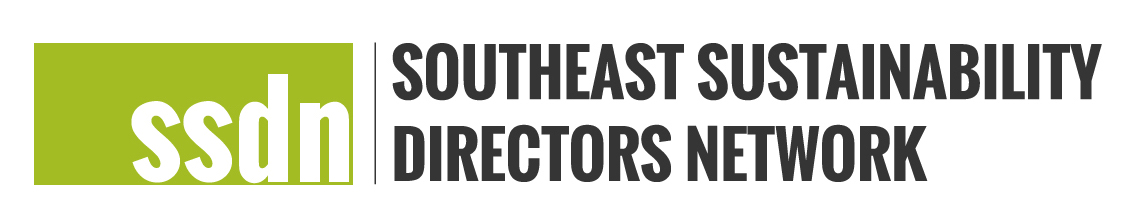 ssdn
SOUTHEAST SUSTAINABILITY
DIRECTORS NETWORK